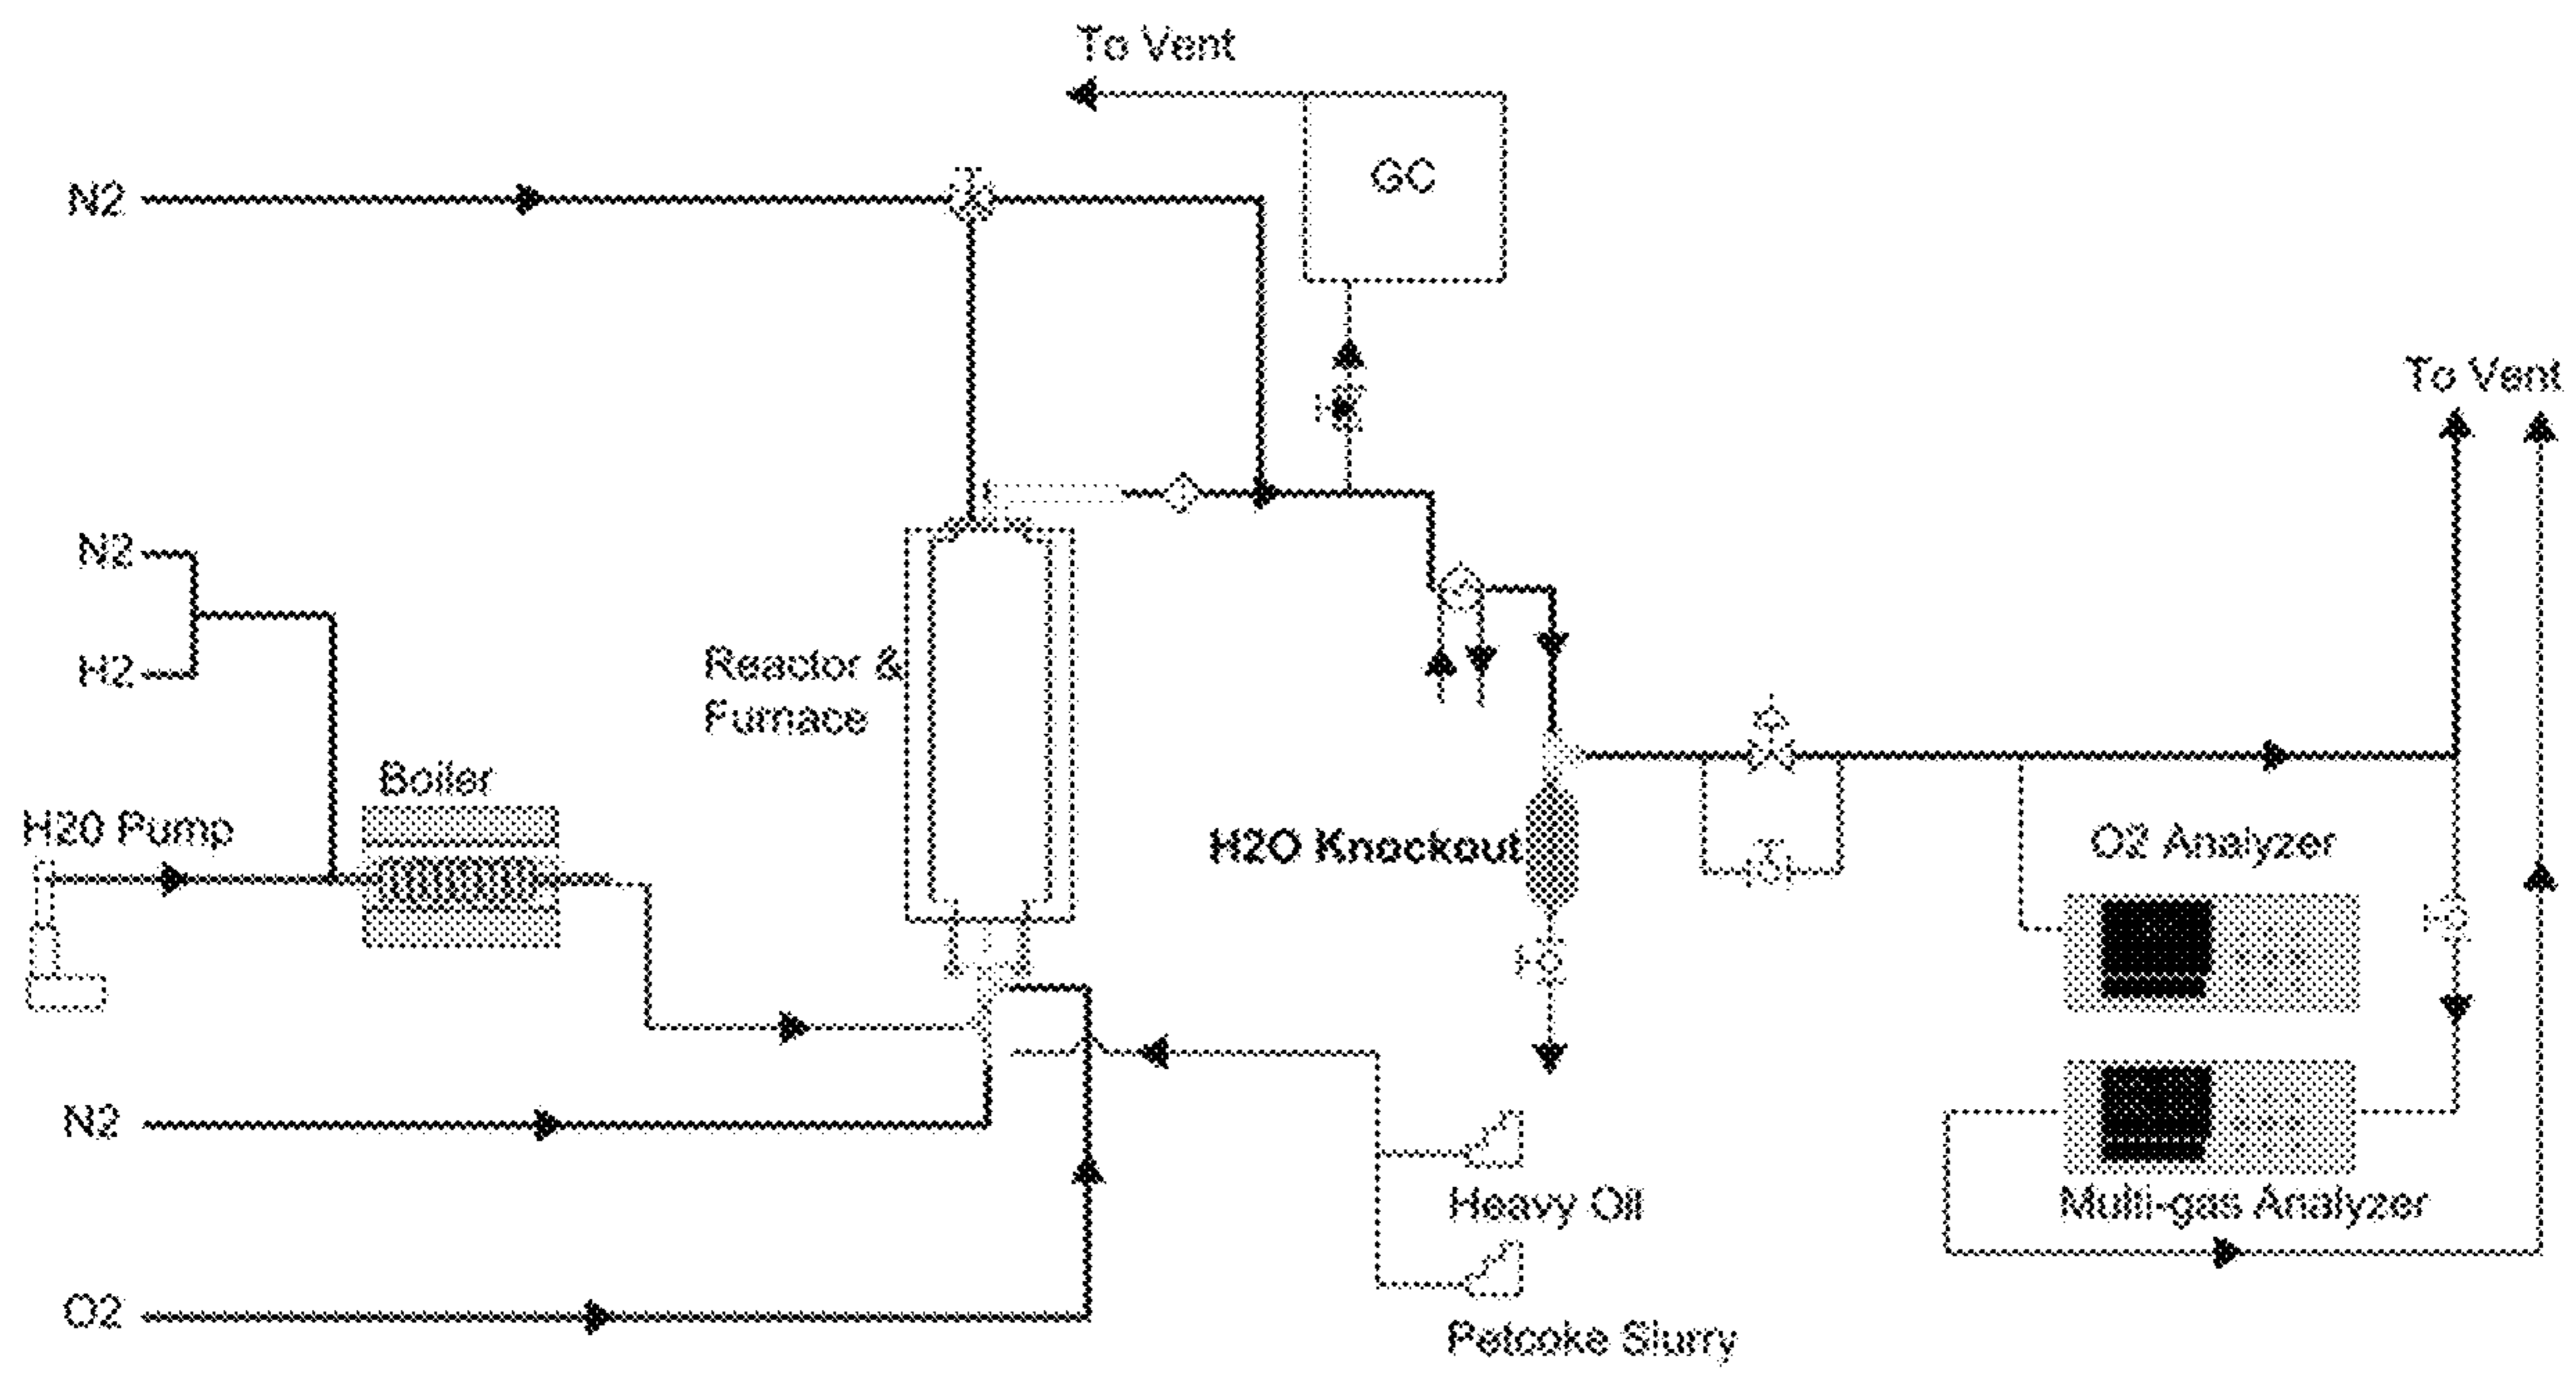 To Vent
GC
N2
To Vent
N2
H2
Reactor &
Furnace
Boiler
H20 Pump
H2O Knockout
O2 Analyzer
N2
Heavy Oil
Multi-gas Analyzer
O2
Petcoke Slurry